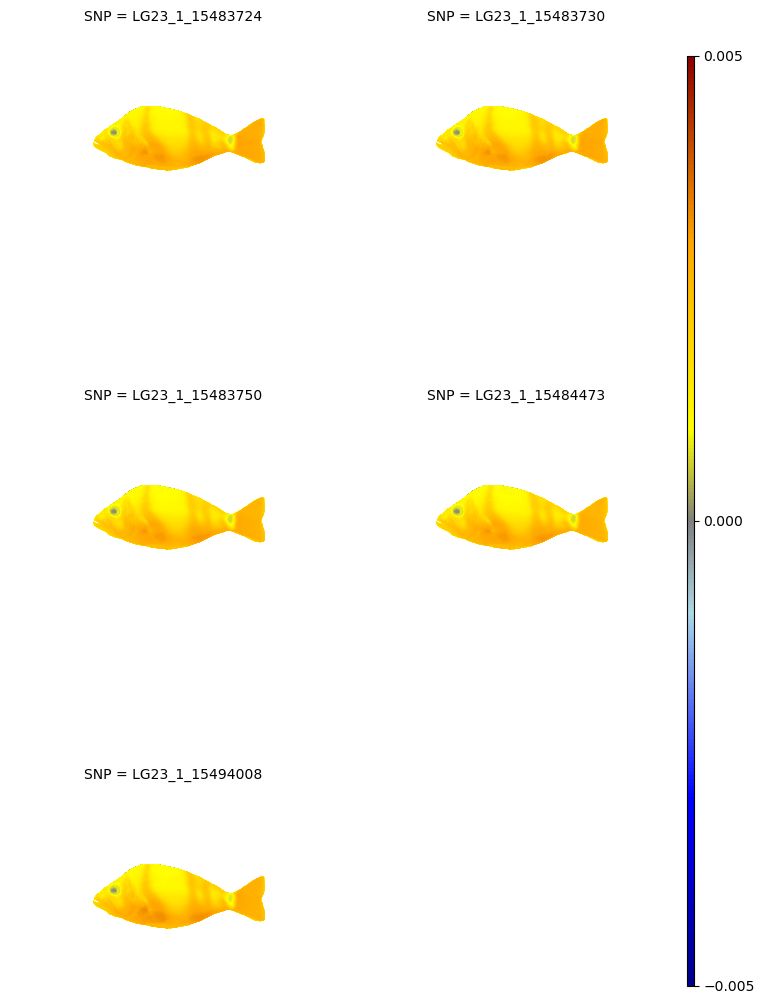 SNP = LG23_1_15483724
SNP = LG23_1_15483730
0.005
SNP = LG23_1_15483750
SNP = LG23_1_15484473
0.000
SNP = LG23_1_15494008
−0.005